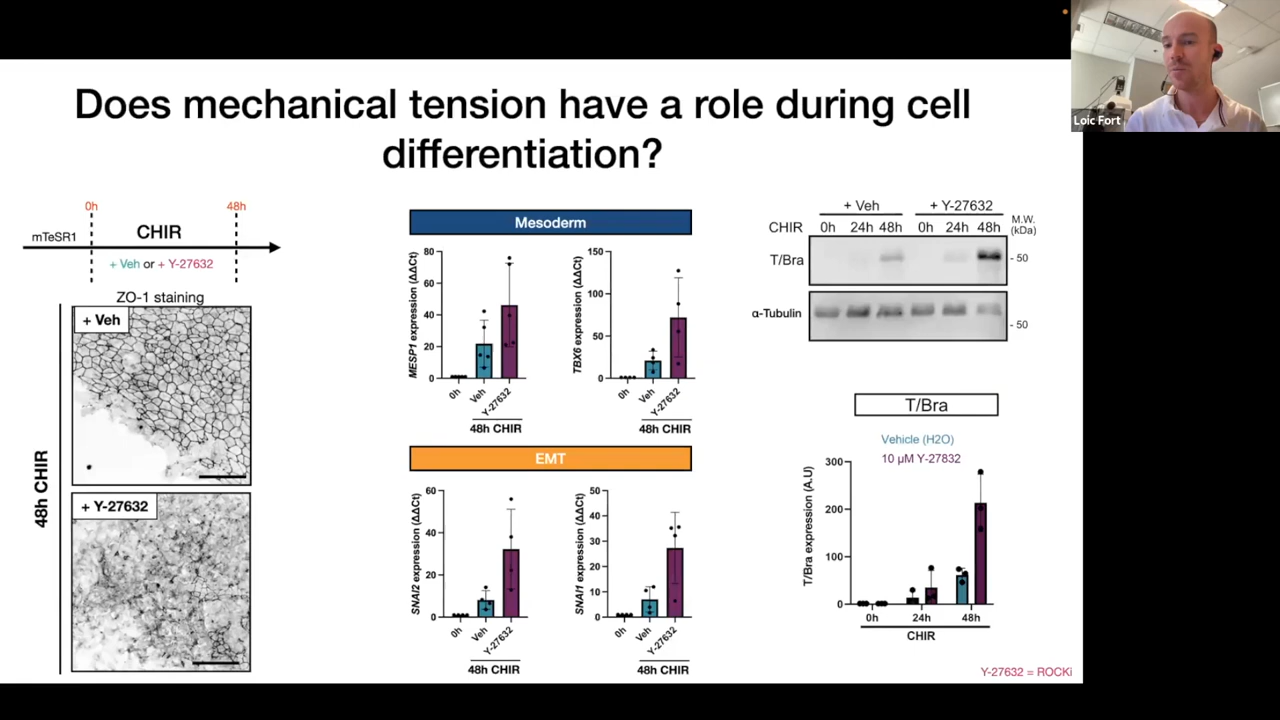 Loic Fort
Does mechanical tension have a role during cell
differentiation?
0h
48h
mTeSR1
CHIR
+ Veh or + Y-27632
ZO-1 staining
+ Veh
+ Y-27632
48h CHIR
Mesoderm
MESP1 expression (ΔΔCt)
80
60
40
20
0
0h
Veh
Y-27632
48h CHIR
TBX6 expression (ΔΔCt)
150
100
50
0
0h
Veh
Y-27632
48h CHIR
EMT
SNAI2 expression (ΔΔCt)
60
40
20
0
0h
Veh
Y-27632
48h CHIR
SNAI1 expression (ΔΔCt)
50
40
30
20
10
0
0h
Veh
Y-27632
48h CHIR
+ Veh + Y-27632
M.W.
(kDa)
CHIR 0h 24h 48h 0h 24h 48h
T/Bra
- 50
α-Tubulin
- 50
T/Bra
Vehicle (H2O)
10 µM Y-27832
T/Bra expression (A.U)
300
200
100
0
0h 24h 48h
CHIR
Y-27632 = ROCKi